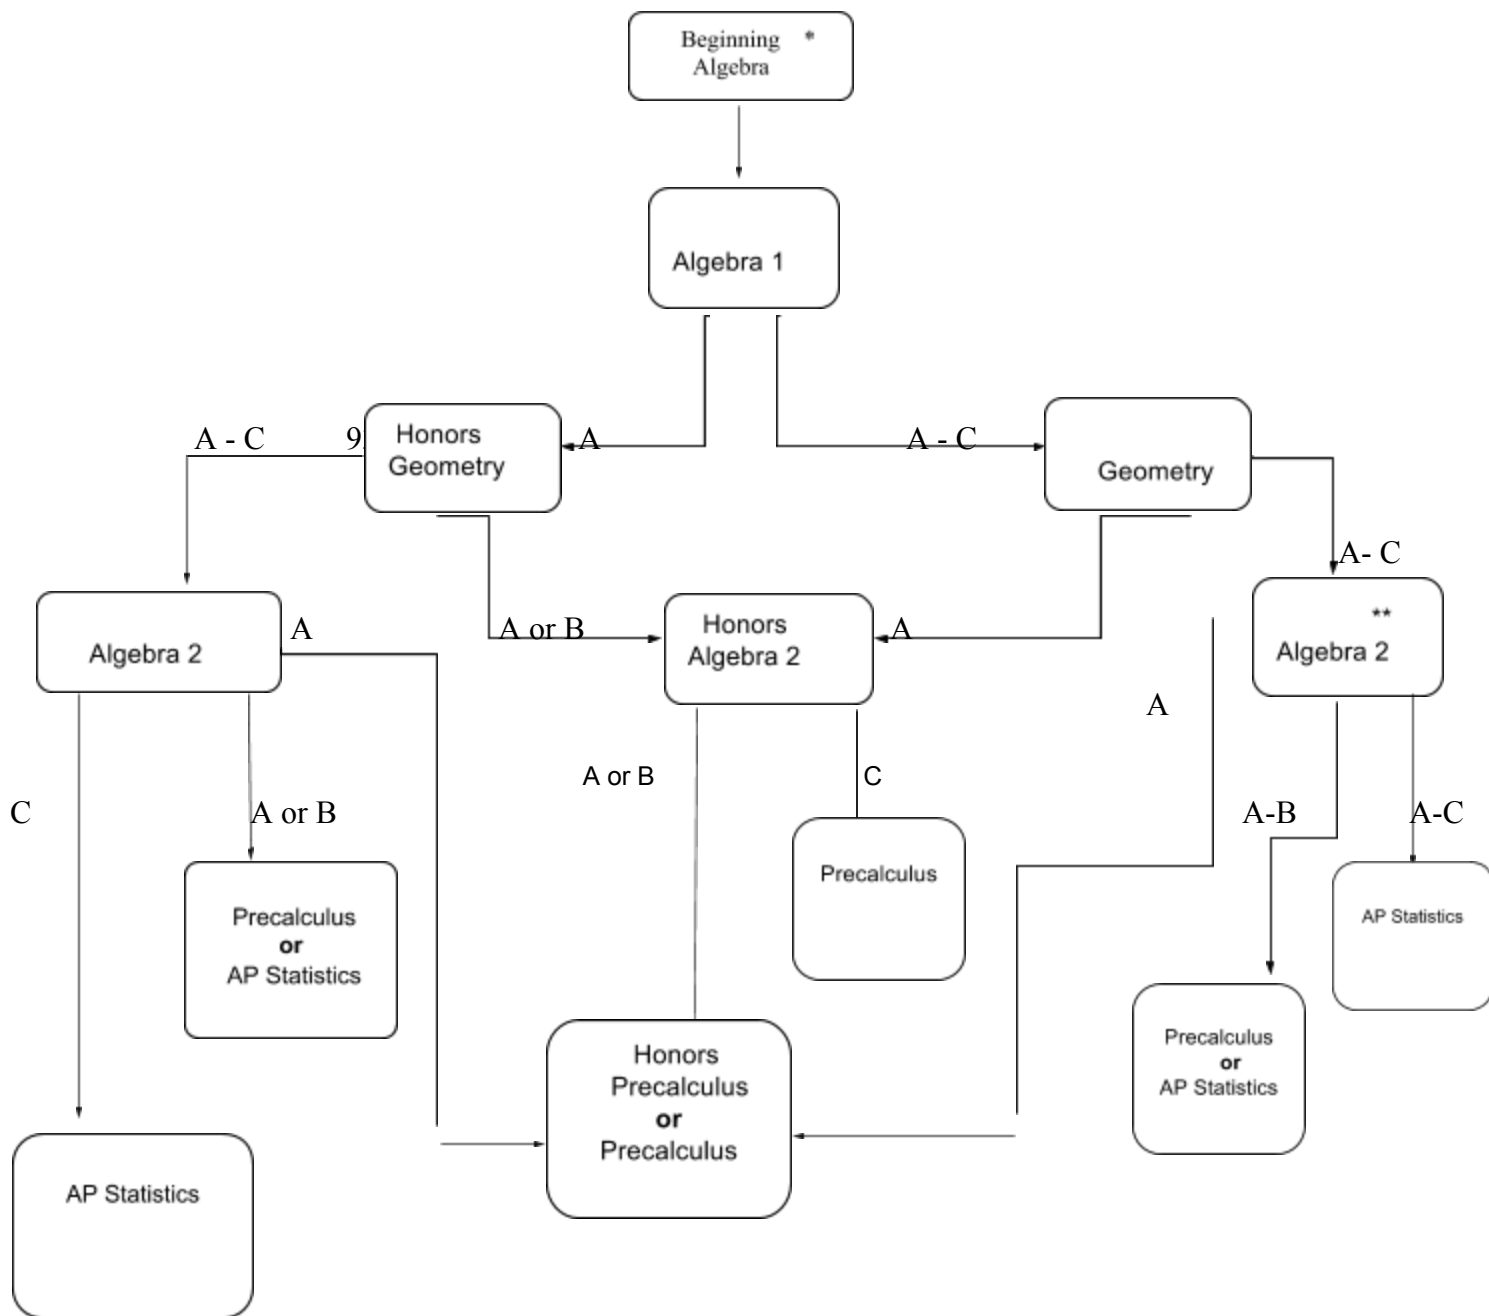 Beginning *
Algebra
Algebra 1
A - C
9
Honors
Geometry
A
A - C
Geometry
A- C
Algebra 2
A
A or B
Honors
Algebra 2
A
**
Algebra 2
A
A or B
C
C
A or B
A-B
A-C
Precalculus
or
AP Statistics
Precalculus
AP Statistics
Honors
Precalculus
or
Precalculus
Precalculus
or
AP Statistics
AP Statistics